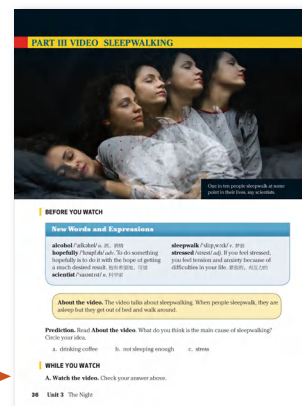 PART III VIDEO SLEEPWALKING
One in ten people sleepwalk at some
point in their lives, say scientists.
BEFORE YOU WATCH
New Words and Expressions
alcohol /ˈælkəhɒl/ n. 酒，酒精
hopefully /ˈhəʊpfʊli/ adv. To do something
hopefully is to do it with the hope of getting
a much desired result.
scientist /ˈsaɪəntɪst/ n. 科学家
sleepwalk /ˈsliːpˌwɔːk/ v. 梦游
stressed /strest/ adj. If you feel stressed,
you feel tension and anxiety because of
difficulties in your life.
About the video. The video talks about sleepwalking. When people sleepwalk, they are
asleep but they get out of bed and walk around.
Prediction. Read About the video. What do you think is the main cause of sleepwalking?
Circle your idea.
a. drinking coffee b. not sleeping enough c. stress
WHILE YOU WATCH
A. Watch the video. Check your answer above.
36 Unit 3 The Night